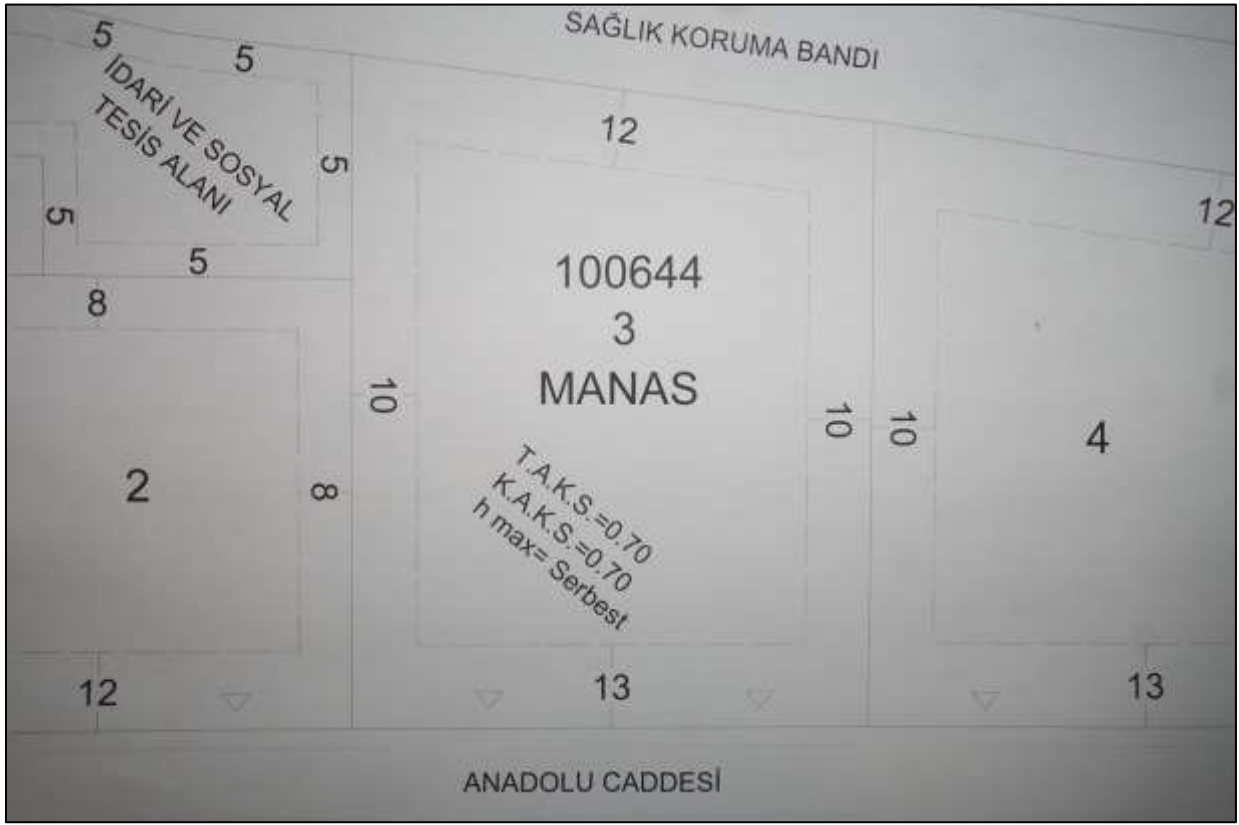 SAĞLIK KORUMA BANDI
5
5
İDARİ VE SOSYAL
TESİS ALANI
5
5
5
12
12
8
100644
3
MANAS
10
10
10
2
8
4
T.A.K.S.=0.70
K.A.K.S.=0.70
h max= Serbest
12
13
13
ANADOLU CADDESİ